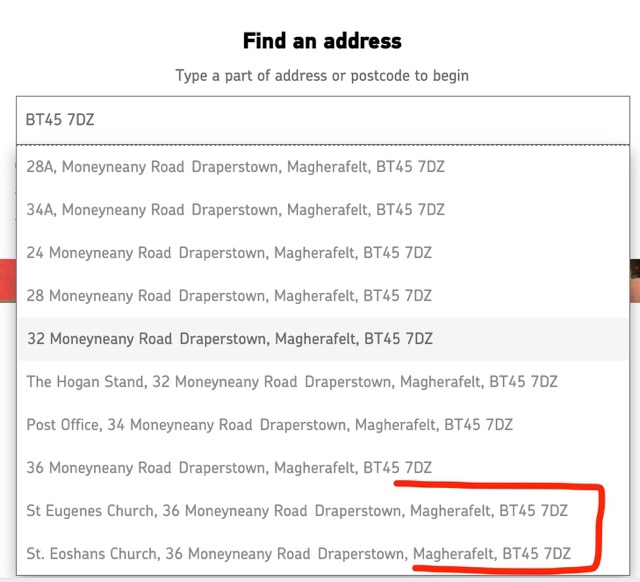 Find an address
Type a part of address or postcode to begin
BT45 7DZ
28A, Moneyneany Road Draperstown, Magherafelt, BT45 7DZ
34A, Moneyneany Road Draperstown, Magherafelt, BT45 7DZ
24 Moneyneany Road Draperstown, Magherafelt, BT45 7DZ
28 Moneyneany Road Draperstown, Magherafelt, BT45 7DZ
32 Moneyneany Road Draperstown, Magherafelt, BT45 7DZ
The Hogan Stand, 32 Moneyneany Road Draperstown, Magherafelt, BT45 7DZ
Post Office, 34 Moneyneany Road Draperstown, Magherafelt, BT45 7DZ
36 Moneyneany Road Draperstown, Magherafelt, BT45 7DZ
St Eugenes Church, 36 Moneyneany Road Draperstown, Magherafelt, BT45 7DZ
St. Eoshans Church, 36 Moneyneany Road Draperstown, Magherafelt, BT45 7DZ